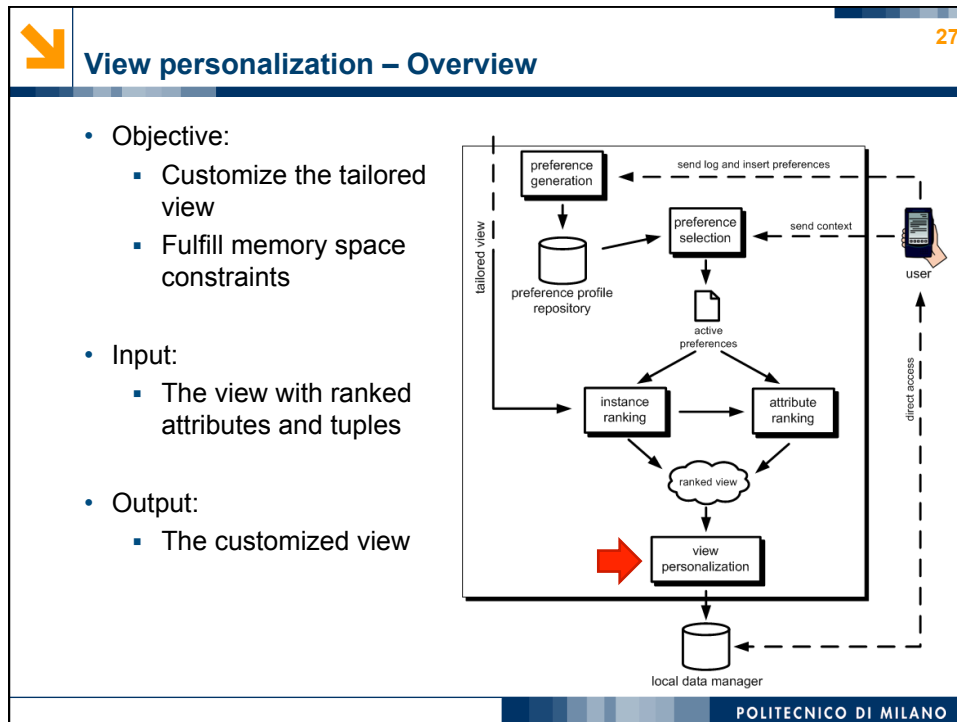 27
View personalization – Overview
• Objective:
▪ Customize the tailored
view
▪ Fulfill memory space
constraints
• Input:
▪ The view with ranked
attributes and tuples
• Output:
▪ The customized view
preference
generation
send log and insert preferences
preference
selection
send context
user
tailored view
preference profile
repository
active
preferences
instance
ranking
attribute
ranking
direct access
ranked view
view
personalization
local data manager
POLITECNICO DI MILANO